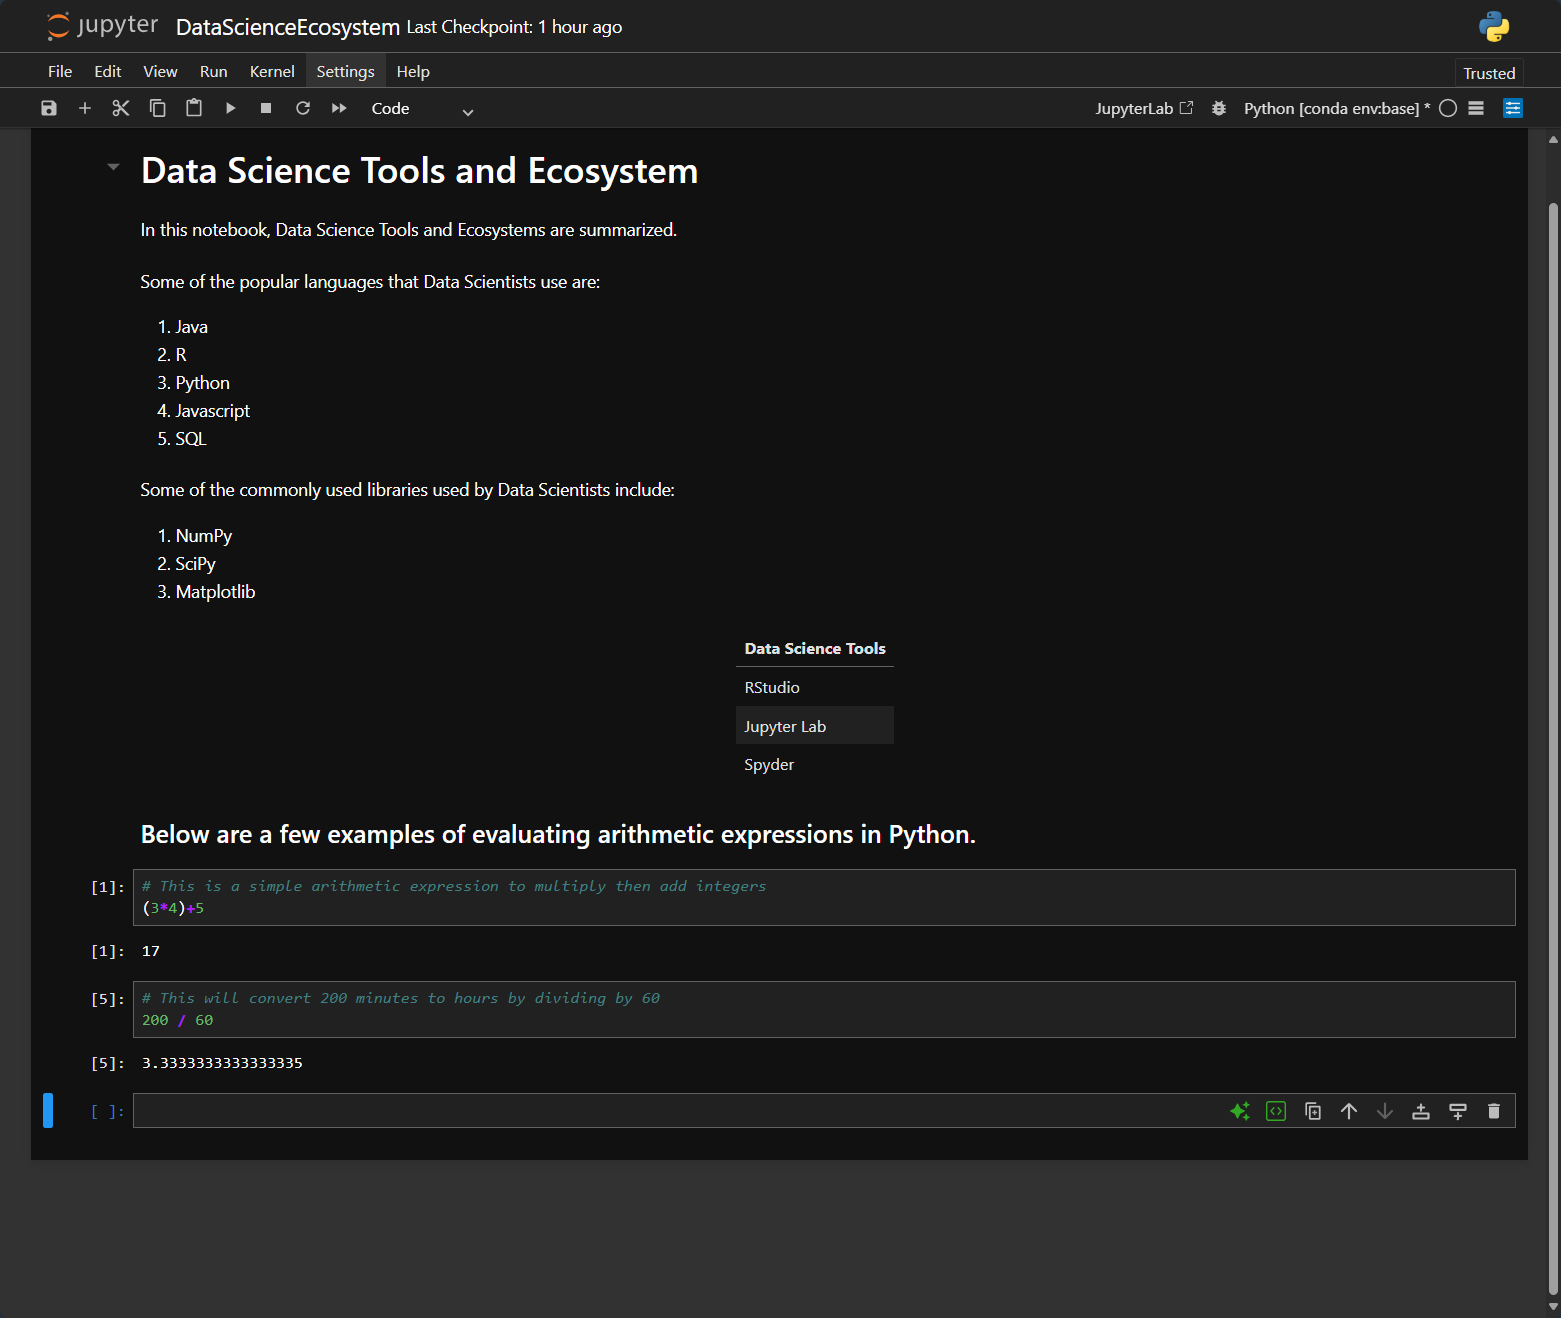 jupyter DataScienceEcosystem Last Checkpoint: 1 hour ago
File Edit View Run Kernel Settings Help Trusted
Code JupyterLab Python [conda env:base] *
Data Science Tools and Ecosystem
In this notebook, Data Science Tools and Ecosystems are summarized.
Some of the popular languages that Data Scientists use are:
1. Java
2. R
3. Python
4. Javascript
5. SQL
Some of the commonly used libraries used by Data Scientists include:
1. NumPy
2. SciPy
3. Matplotlib
Data Science Tools
RStudio
Jupyter Lab
Spyder
Below are a few examples of evaluating arithmetic expressions in Python.
[1]: # This is a simple arithmetic expression to multiply then add integers
(3*4)+5
[1]: 17
[5]: # This will convert 200 minutes to hours by dividing by 60
200 / 60
[5]: 3.3333333333333335
[ ]: